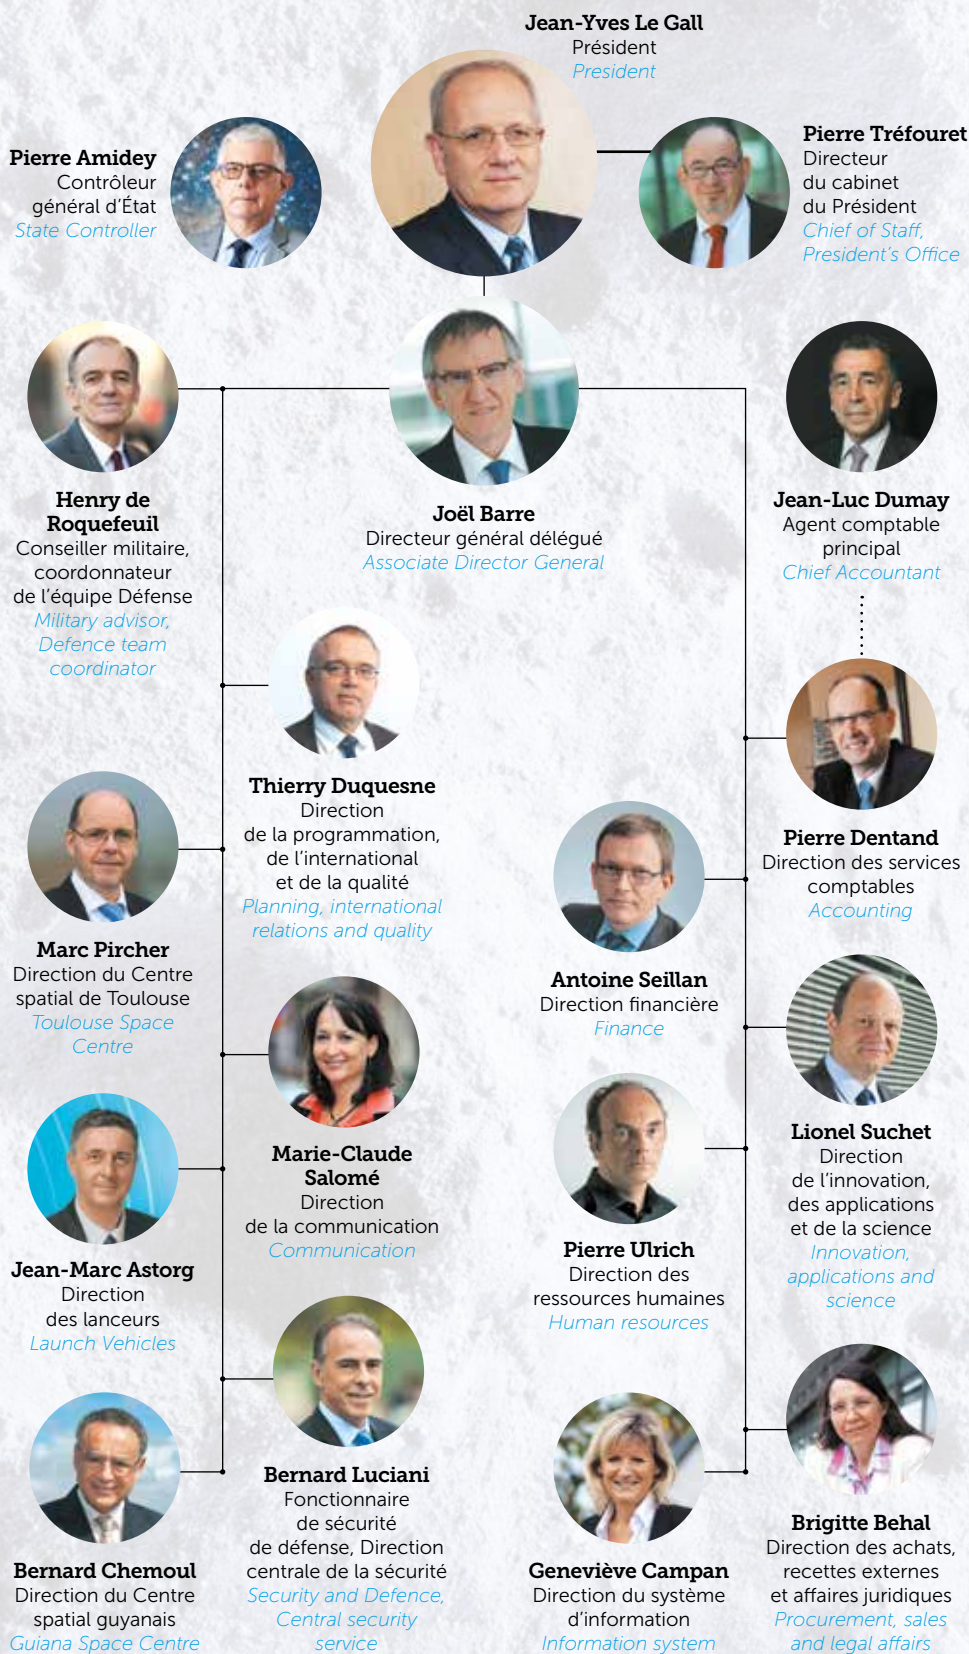 Jean-Yves Le Gall
Président
President
Pierre Amidey
Contrôleur
général d'État
State Controller
Pierre Tréfouret
Directeur
du cabinet
du Président
Chief of Staff,
President's Office
Henry de
Roquefeuil
Conseiller militaire,
coordonnateur
de l'équipe Défense
Military advisor,
Defence team
coordinator
Joël Barre
Directeur général délégué
Associate Director General
Jean-Luc Dumay
Agent comptable
principal
Chief Accountant
Thierry Duquesne
Direction
de la programmation,
de l'international
et de la qualité
Planning, international
relations and quality
Pierre Dentand
Direction des services
comptables
Accounting
Marc Pircher
Direction du Centre
spatial de Toulouse
Toulouse Space
Centre
Antoine Seillan
Direction financière
Finance
Marie-Claude
Salomé
Direction
de la communication
Communication
Lionel Suchet
Direction
de l'innovation,
des applications
et de la science
Innovation,
applications and
science
Jean-Marc Astorg
Direction
des lanceurs
Launch Vehicles
Pierre Ulrich
Direction des
ressources humaines
Human resources
Bernard Luciani
Fonctionnaire
de sécurité
de défense, Direction
centrale de la sécurité
Security and Defence,
Central security
service
Bernard Chemoul
Direction du Centre
spatial guyanais
Guiana Space Centre
Geneviève Campan
Direction du système
d'information
Information system
Brigitte Behal
Direction des achats,
recettes externes
et affaires juridiques
Procurement, sales
and legal affairs